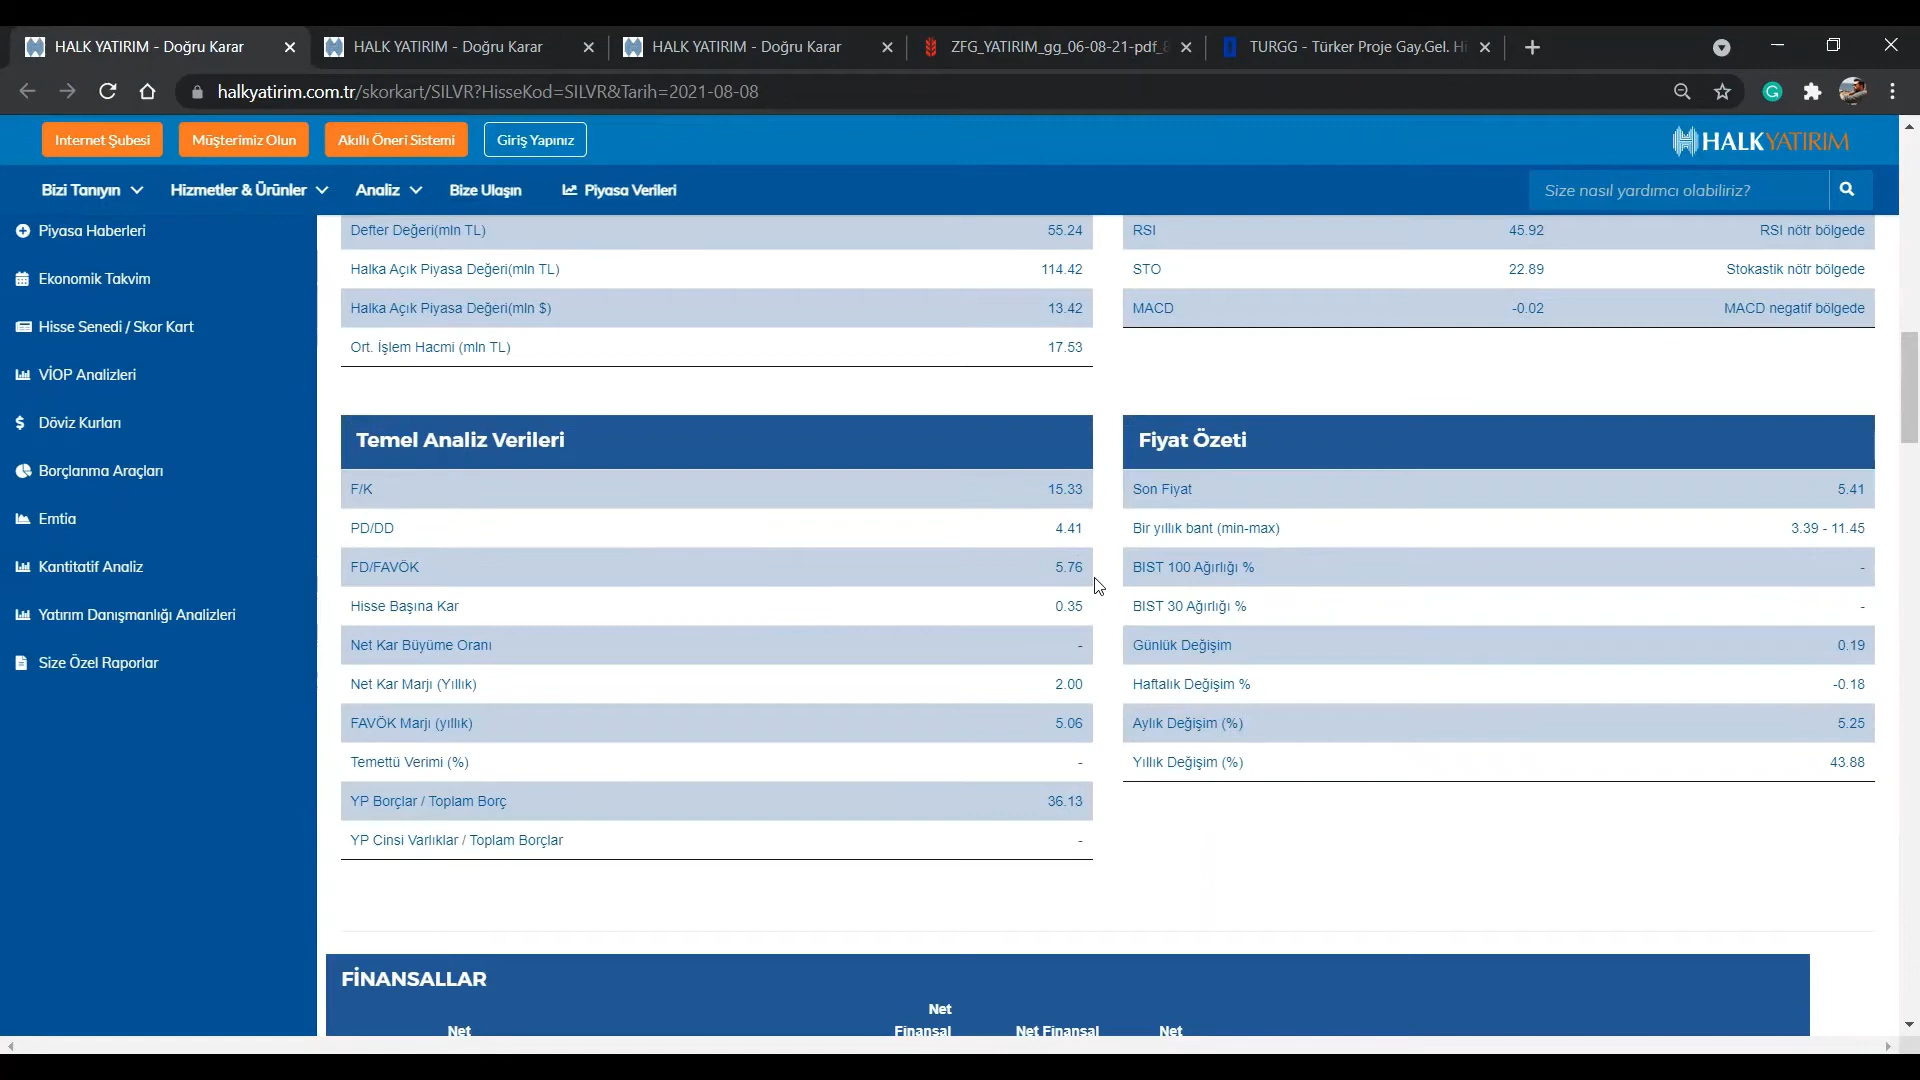 HALK YATIRIM - Doğru Karar
HALK YATIRIM - Doğru Karar
HALK YATIRIM - Doğru Karar
ZFG_YATIRIM_gg_06-08-21-pdf_
TURGG - Türker Proje Gay.Gel. Hi
halkyatirim.com.tr/skorkart/SILVR?HisseKod=SILVR&Tarih=2021-08-08
Internet Şubesi
Müşterimiz Olun
Akıllı Öneri Sistemi
Giriş Yapınız
HALKYATIRIM
Bizi Tanıyın
Hizmetler & Ürünler
Analiz
Bize Ulaşın
Piyasa Verileri
Size nasıl yardımcı olabiliriz?
Piyasa Haberleri
Ekonomik Takvim
Hisse Senedi / Skor Kart
VİOP Analizleri
Döviz Kurları
Borçlanma Araçları
Emtia
Kantitatif Analiz
Yatırım Danışmanlığı Analizleri
Size Özel Raporlar
Defter Değeri(mln TL) 55.24
Halka Açık Piyasa Değeri(mln TL) 114.42
Halka Açık Piyasa Değeri(mln $) 13.42
Ort. İşlem Hacmi (mln TL) 17.53
RSI 45.92 RSI nötr bölgede
STO 22.89 Stokastik nötr bölgede
MACD -0.02 MACD negatif bölgede
Temel Analiz Verileri
F/K 15.33
PD/DD 4.41
FD/FAVÖK 5.76
Hisse Başına Kar 0.35
Net Kar Büyüme Oranı -
Net Kar Marjı (Yıllık) 2.00
FAVÖK Marjı (yıllık) 5.06
Temettü Verimi (%) -
YP Borçlar / Toplam Borç 36.13
YP Cinsi Varlıklar / Toplam Borçlar -
Fiyat Özeti
Son Fiyat 5.41
Bir yıllık bant (min-max) 3.39 - 11.45
BIST 100 Ağırlığı % -
BIST 30 Ağırlığı % -
Günlük Değişim 0.19
Haftalık Değişim % -0.18
Aylık Değişim (%) 5.25
Yıllık Değişim (%) 43.88
FİNANSALLAR
Net
Net Finansal Net Finansal Net